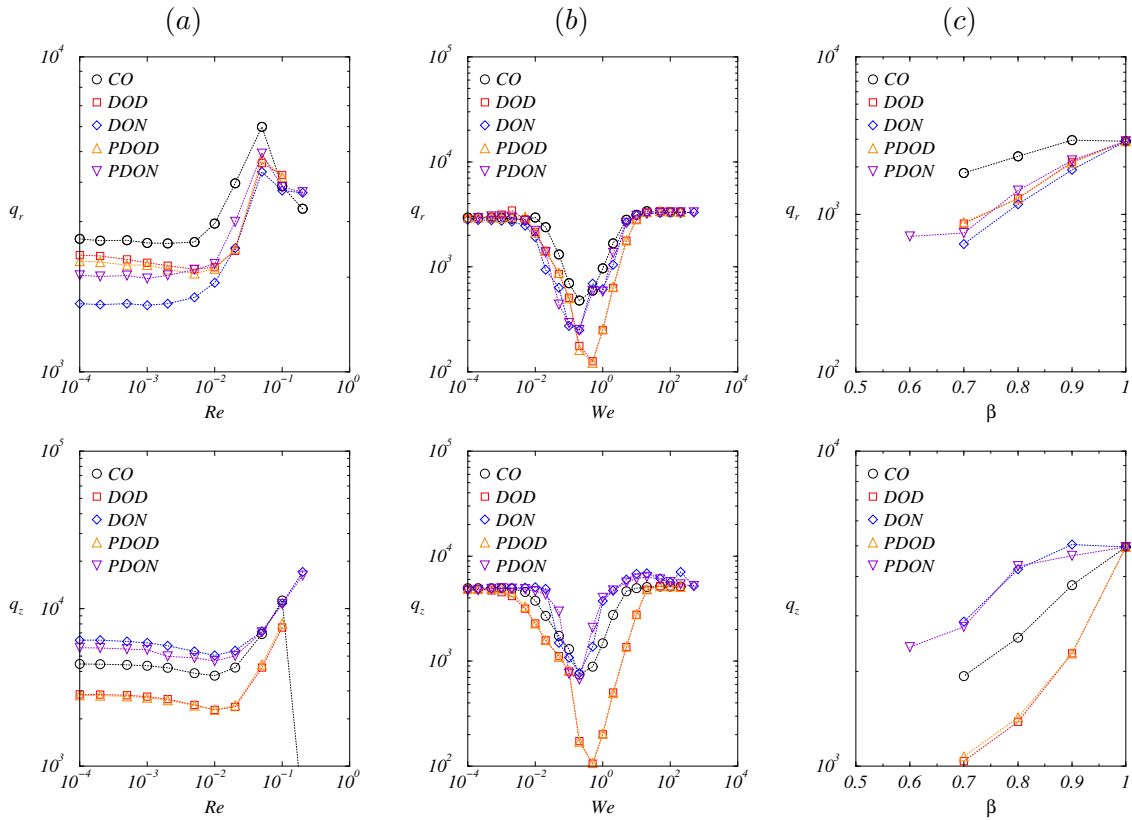 (a) (b) (c)
10^4
10^3
q_r
CO
DOD
DON
PDOD
PDON
10^-4 10^-3 10^-2 10^-1 10^0
Re
10^5
10^4
10^3
10^2
q_r
CO
DOD
DON
PDOD
PDON
10^-4 10^-2 10^0 10^2 10^4
We
10^4
10^3
10^2
q_r
CO
DOD
DON
PDOD
PDON
0.5 0.6 0.7 0.8 0.9 1
β
10^5
10^4
10^3
q_z
CO
DOD
DON
PDOD
PDON
10^-4 10^-3 10^-2 10^-1 10^0
Re
10^5
10^4
10^3
10^2
q_z
CO
DOD
DON
PDOD
PDON
10^-4 10^-2 10^0 10^2 10^4
We
10^4
10^3
q_z
CO
DOD
DON
PDOD
PDON
0.5 0.6 0.7 0.8 0.9 1
β